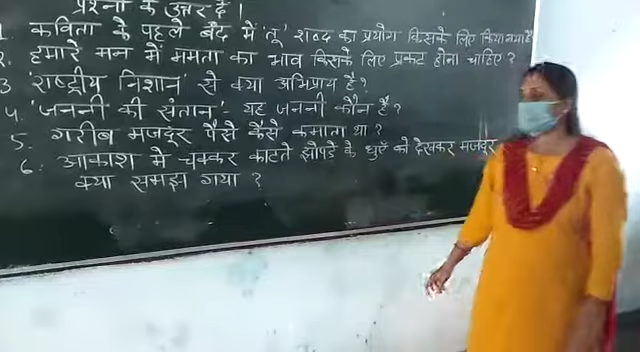 प्रश्नों के उत्तर दें।
1. कविता के पहले बंद में 'तू' शब्द का प्रयोग किसके लिए किया गया है
2. हमारे मन में ममता का भाव किसके लिए प्रकट होना चाहिए?
3 'राष्ट्रीय निशान' से क्या अभिप्राय है?
4. 'जननी की संतान' - यह जननी कौन है?
5. गरीब मजदूर पैसे कैसे कमाता था?
6. आकाश में चक्कर काटते झोपडे के धुएँ को देखकर मजदूर
क्या समझ गया?